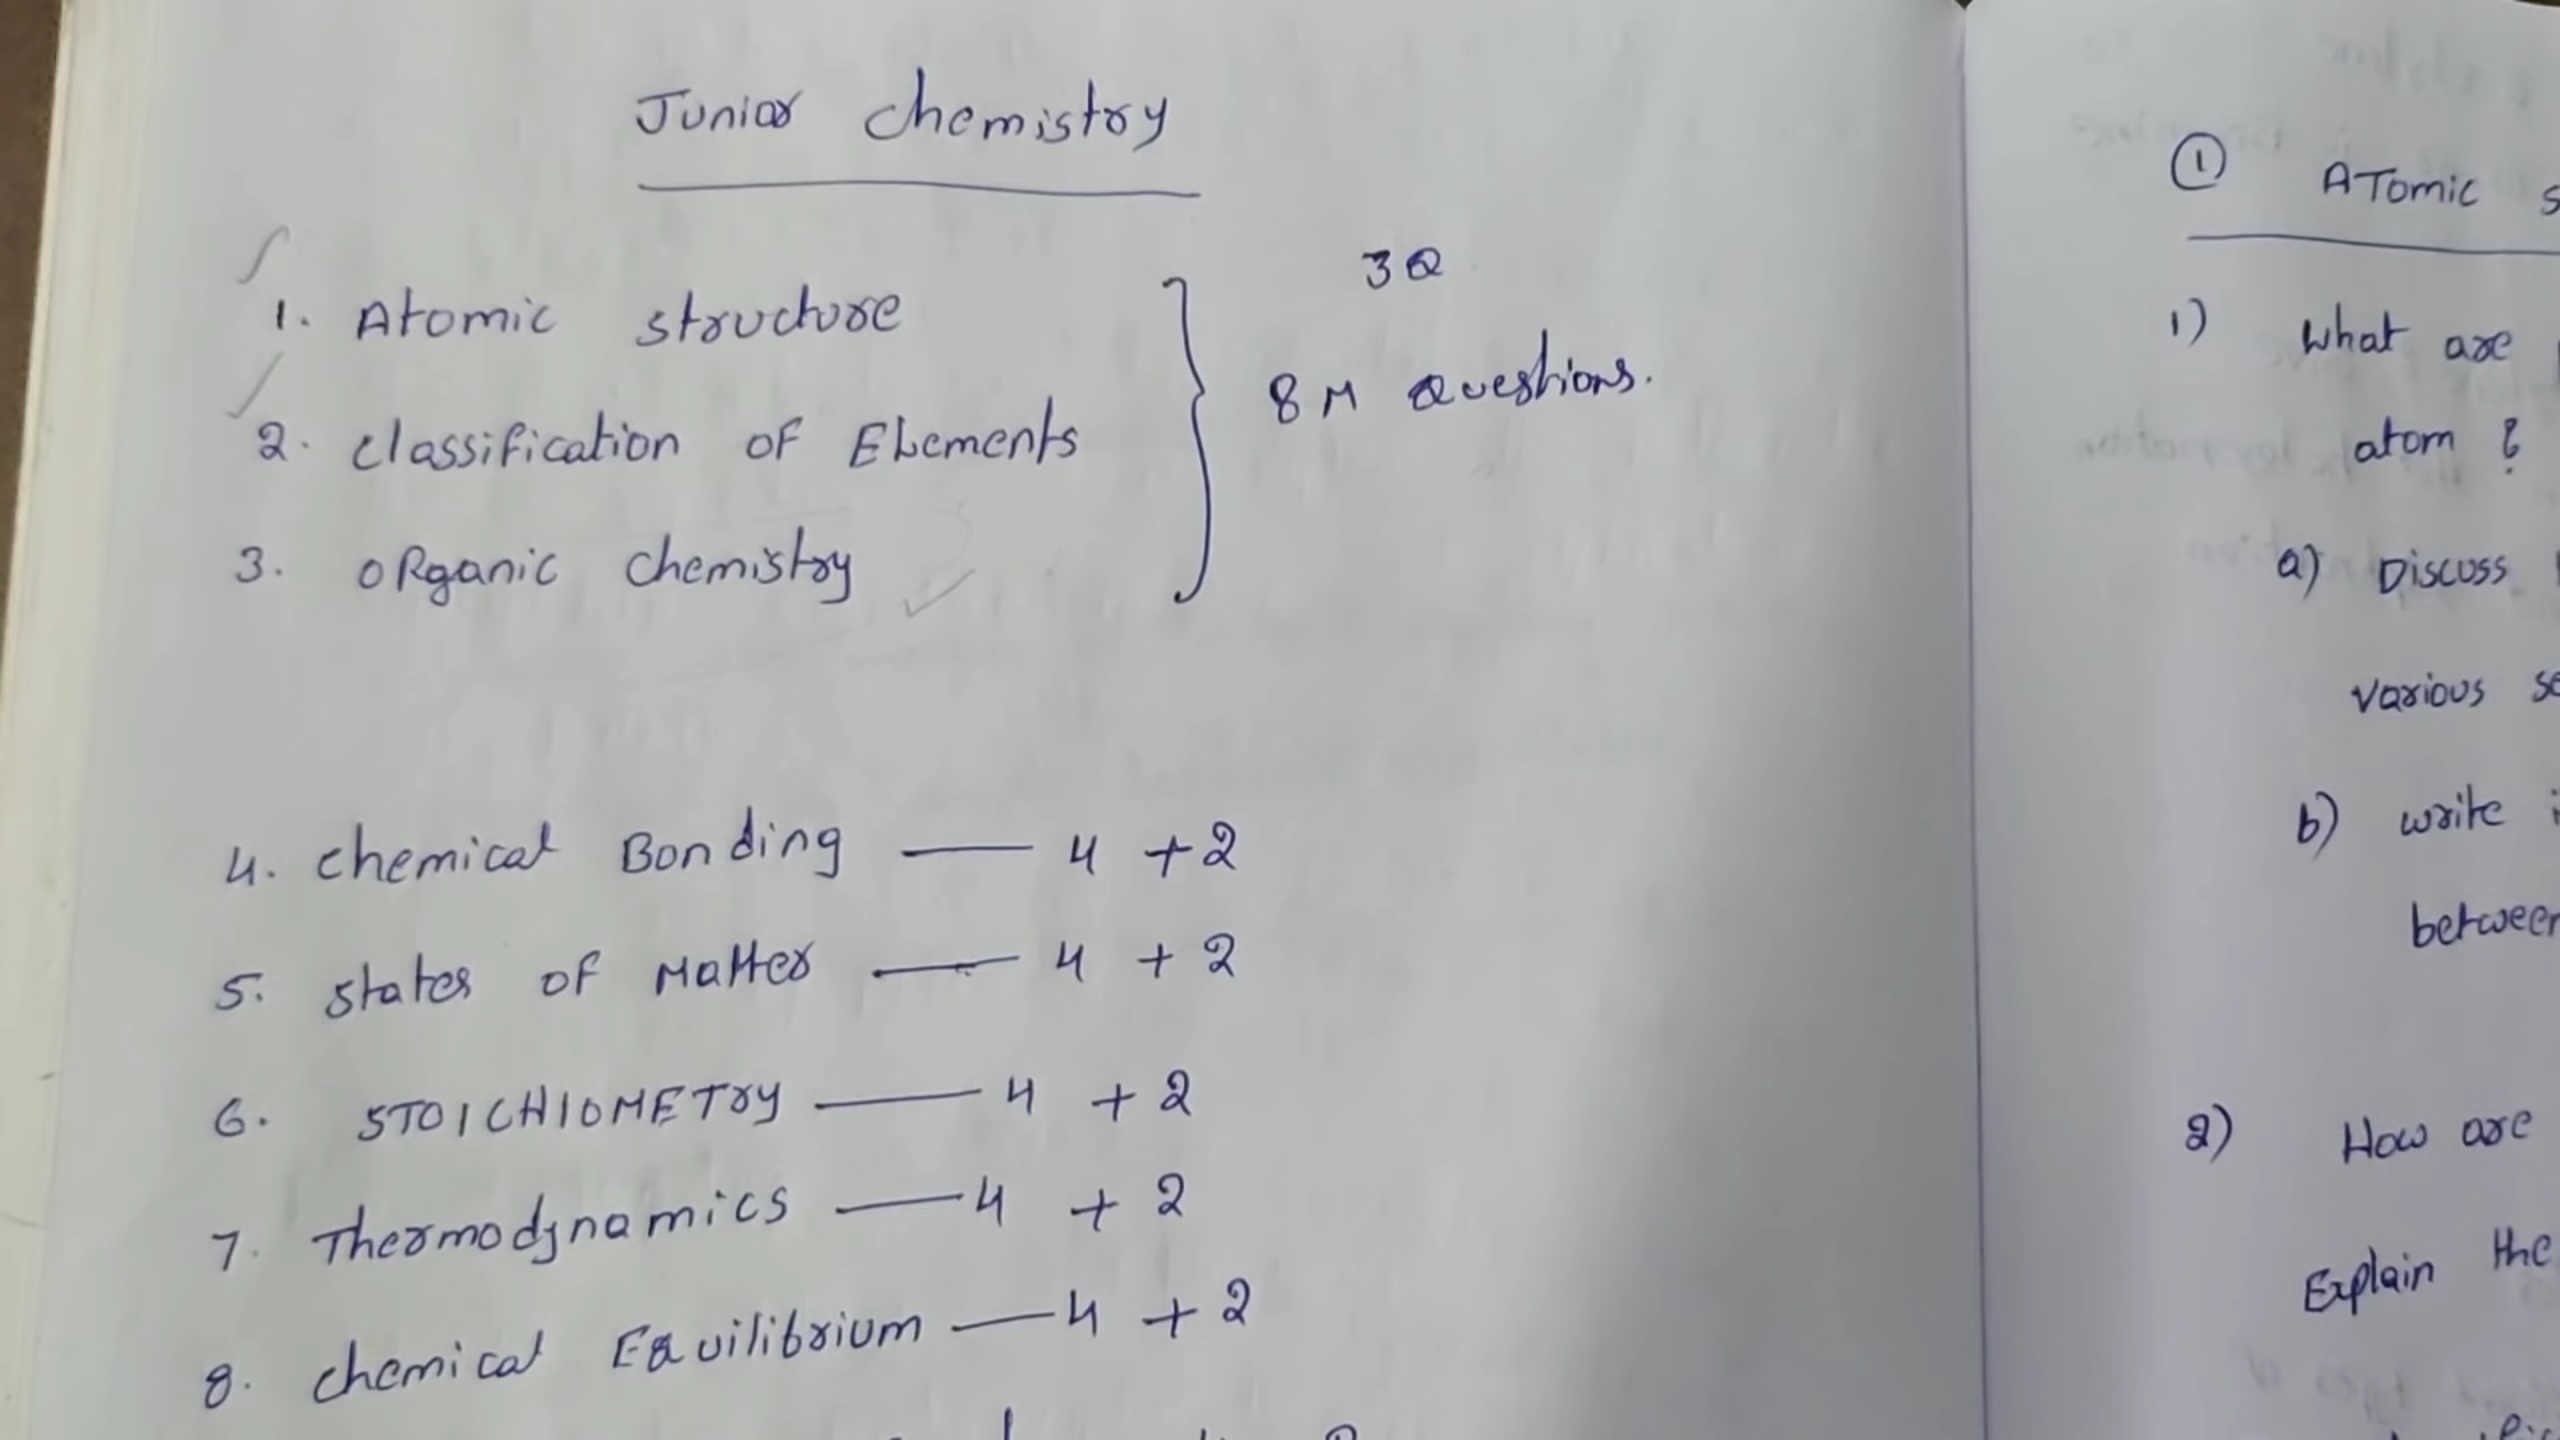 Junior Chemistry
1. Atomic structure
2. Classification of Elements
3. Organic Chemistry
3Q
8M Questions.
4. Chemical Bonding — 4 + 2
5. States of Matter — 4 + 2
6. STOICHIOMETry — 4 + 2
7. Thermodynamics — 4 + 2
8. Chemical Equilibrium — 4 + 2
① ATomic
1) What are
atom ?
a) Discuss
various
b) write
between
2) How are
Explain the